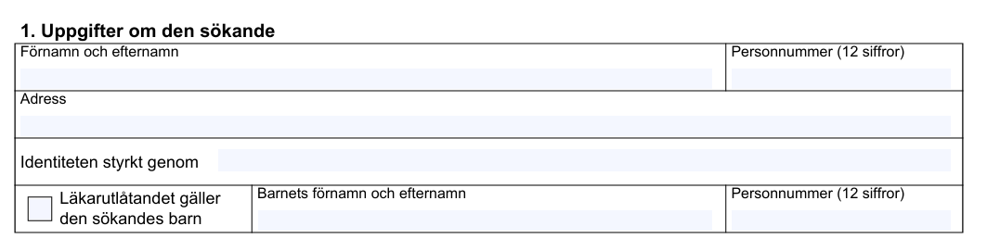 1. Uppgifter om den sökande
Förnamn och efternamn
Personnummer (12 siffror)
Adress
Identiteten styrkt genom
Läkarutlåtandet gäller
den sökandes barn
Barnets förnamn och efternamn
Personnummer (12 siffror)